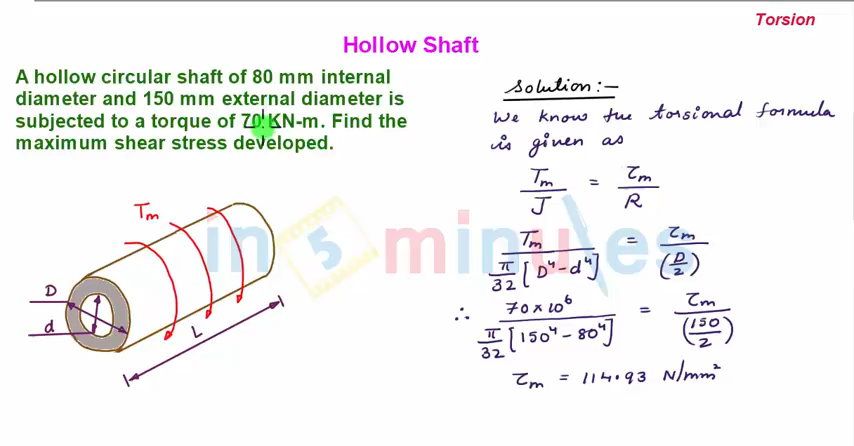 Torsion
Hollow Shaft
A hollow circular shaft of 80 mm internal
diameter and 150 mm external diameter is
subjected to a torque of 70 KN-m. Find the
maximum shear stress developed.
Solution:-
We know the torsional formula
is given as
Tm/J = τm/R
Tm / (π/32 [D⁴-d⁴]) = τm / (D/2)
∴ 70×10⁶ / (π/32 [150⁴-80⁴]) = τm / (150/2)
τm = 114.93 N/mm²
Tm
D
d
L
in 5 minutes